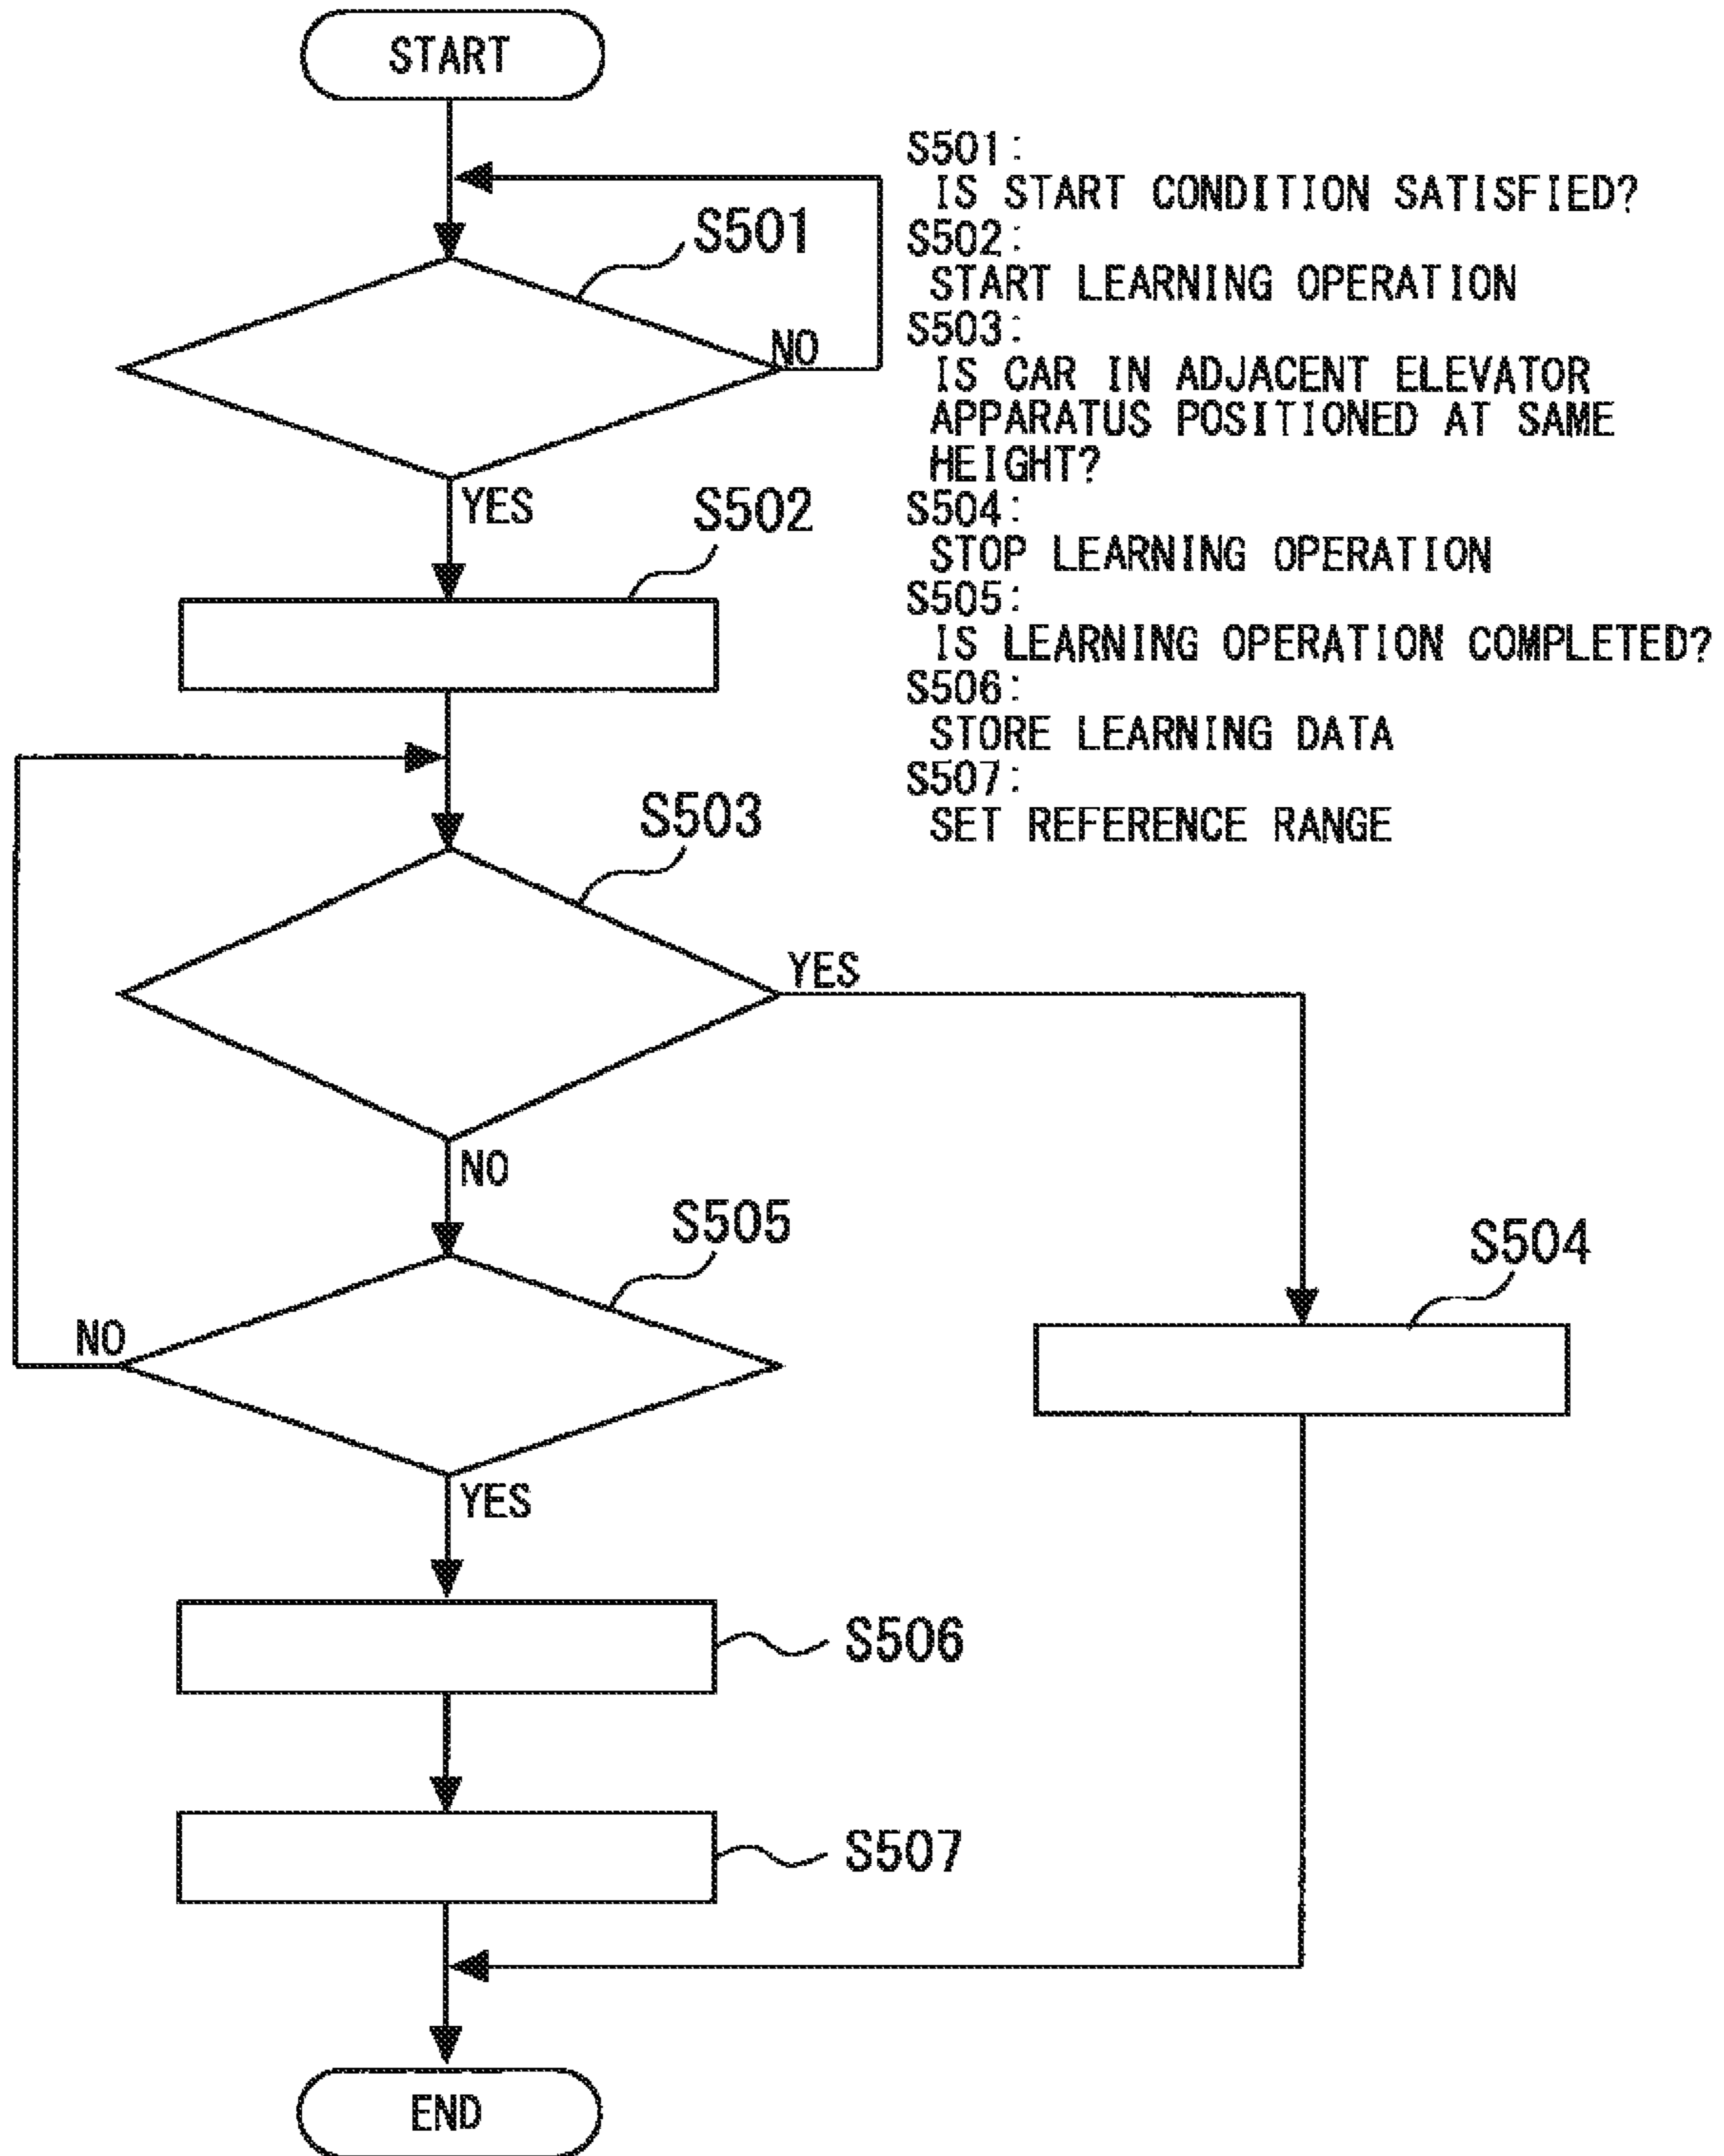 START
S501:
IS START CONDITION SATISFIED?
S502:
START LEARNING OPERATION
S503:
IS CAR IN ADJACENT ELEVATOR
APPARATUS POSITIONED AT SAME
HEIGHT?
S504:
STOP LEARNING OPERATION
S505:
IS LEARNING OPERATION COMPLETED?
S506:
STORE LEARNING DATA
S507:
SET REFERENCE RANGE
S501
NO
YES
S502
S503
YES
NO
S505
NO
S504
YES
S506
S507
END